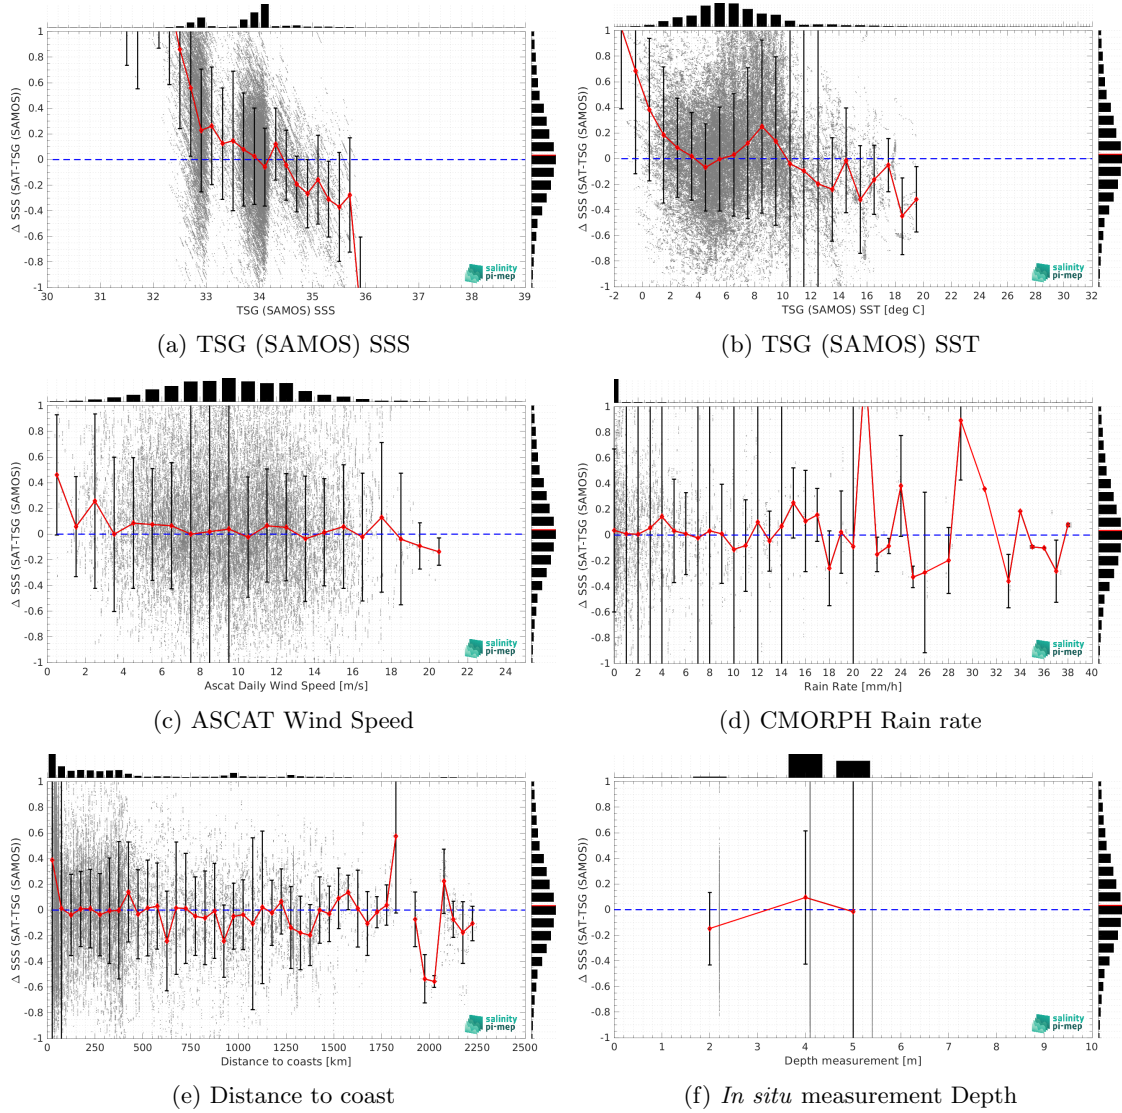 1
0.8
0.6
0.4
0.2
0
-0.2
-0.4
-0.6
-0.8
-1
Δ SSS (SAT-TSG (SAMOS))
30 31 32 33 34 35 36 37 38 39
TSG (SAMOS) SSS
salinity
pi-mep
(a) TSG (SAMOS) SSS
1
0.8
0.6
0.4
0.2
0
-0.2
-0.4
-0.6
-0.8
-1
Δ SSS (SAT-TSG (SAMOS))
-2 0 2 4 6 8 10 12 14 16 18 20 22 24 26 28 30 32
TSG (SAMOS) SST [deg C]
salinity
pi-mep
(b) TSG (SAMOS) SST
1
0.8
0.6
0.4
0.2
0
-0.2
-0.4
-0.6
-0.8
-1
Δ SSS (SAT-TSG (SAMOS))
0 2 4 6 8 10 12 14 16 18 20 22 24
Ascat Daily Wind Speed [m/s]
salinity
pi-mep
(c) ASCAT Wind Speed
1
0.8
0.6
0.4
0.2
0
-0.2
-0.4
-0.6
-0.8
-1
Δ SSS (SAT-TSG (SAMOS))
0 2 4 6 8 10 12 14 16 18 20 22 24 26 28 30 32 34 36 38 40
Rain Rate [mm/h]
salinity
pi-mep
(d) CMORPH Rain rate
1
0.8
0.6
0.4
0.2
0
-0.2
-0.4
-0.6
-0.8
-1
Δ SSS (SAT-TSG (SAMOS))
0 250 500 750 1000 1250 1500 1750 2000 2250 2500
Distance to coasts [km]
salinity
pi-mep
(e) Distance to coast
1
0.8
0.6
0.4
0.2
0
-0.2
-0.4
-0.6
-0.8
-1
Δ SSS (SAT-TSG (SAMOS))
0 1 2 3 4 5 6 7 8 9 10
Depth measurement [m]
salinity
pi-mep
(f) In situ measurement Depth